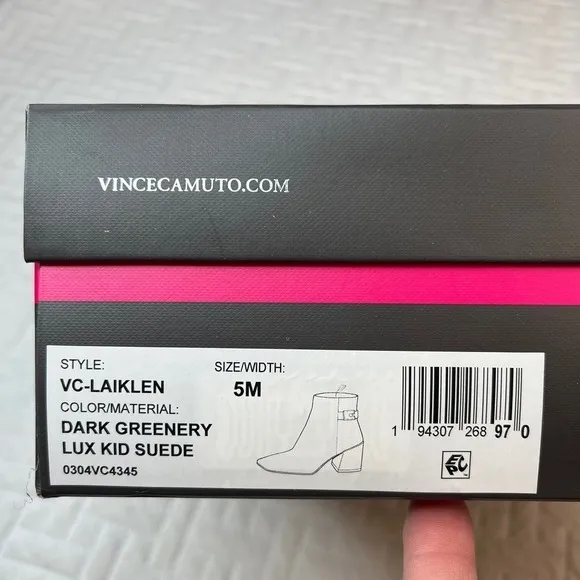 VINCECAMUTO.COM
STYLE:
VC-LAIKLEN
SIZE/WIDTH:
5M
COLOR/MATERIAL:
DARK GREENERY
LUX KID SUEDE
0304VC4345
1 94307 268 97 0
EPC